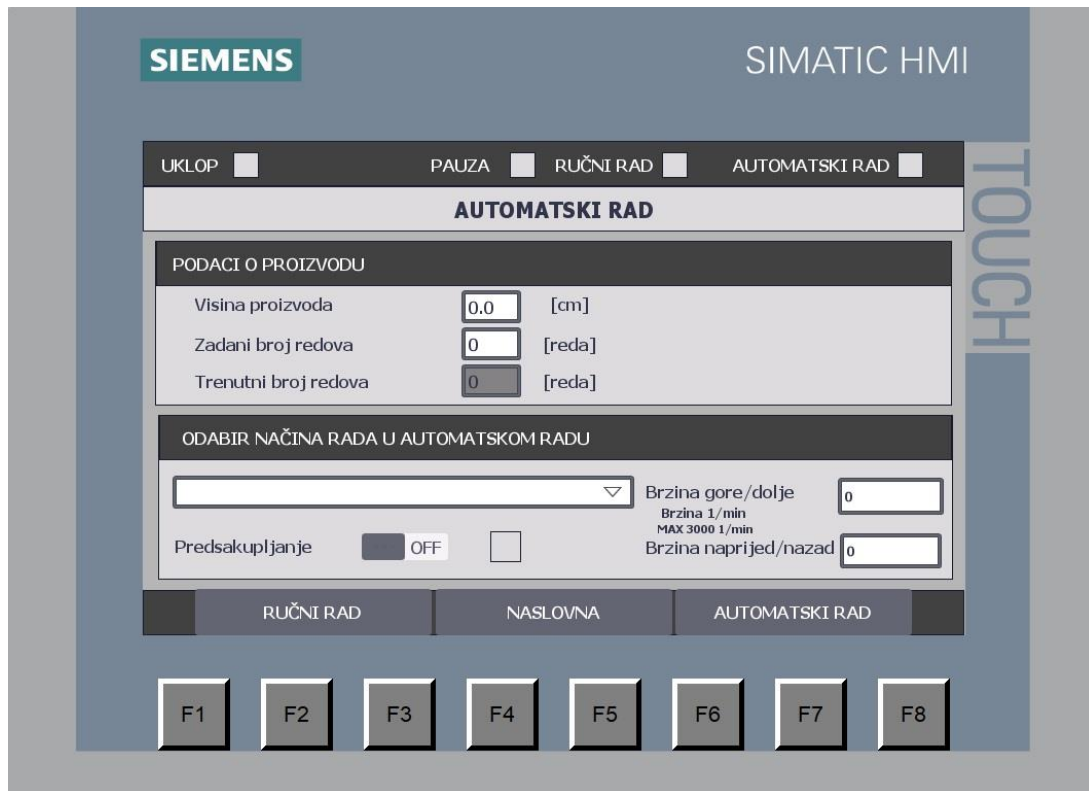 SIEMENS
SIMATIC HMI
TOUCH
UKLOP PAUZA RUČNI RAD AUTOMATSKI RAD
AUTOMATSKI RAD
PODACI O PROIZVODU
Visina proizvoda 0.0 [cm]
Zadani broj redova 0 [reda]
Trenutni broj redova 0 [reda]
ODABIR NAČINA RADA U AUTOMATSKOM RADU
Brzina gore/dolje 0
Brzina 1/min
MAX 3000 1/min
Predsakupljanje OFF Brzina naprijed/nazad 0
RUČNI RAD NASLOVNA AUTOMATSKI RAD
F1 F2 F3 F4 F5 F6 F7 F8